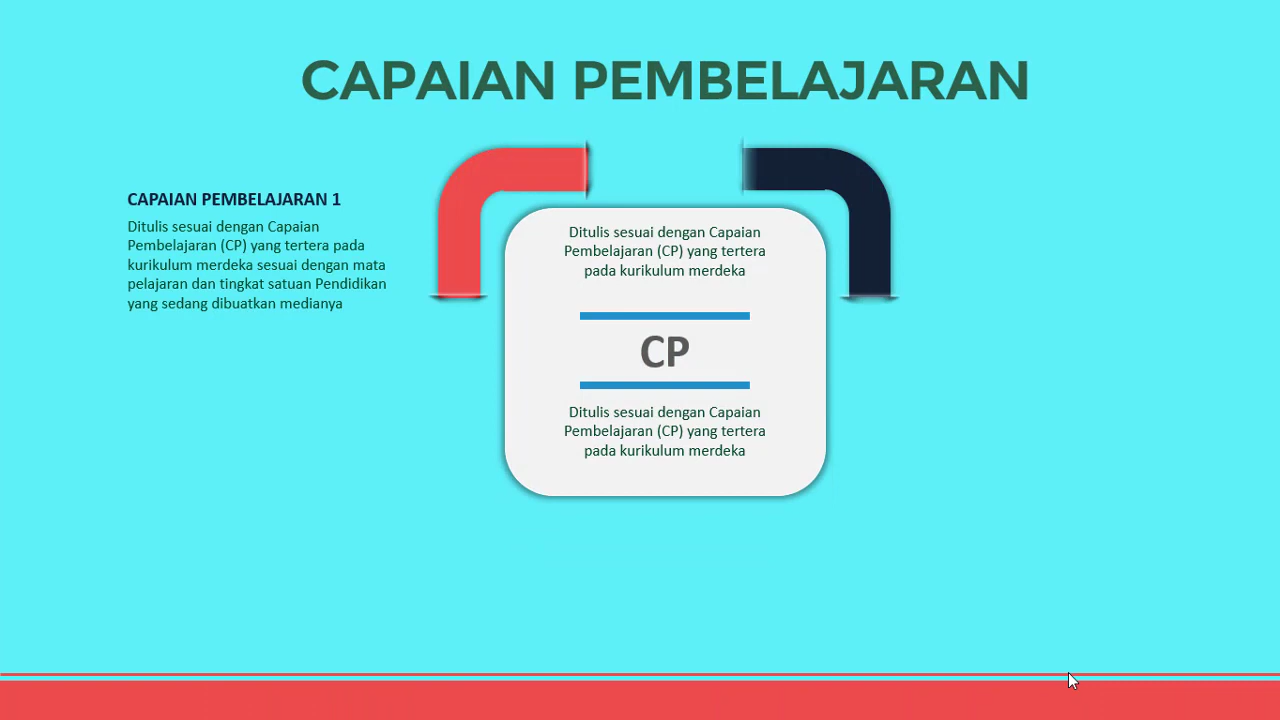 CAPAIAN PEMBELAJARAN
CAPAIAN PEMBELAJARAN 1
Ditulis sesuai dengan Capaian
Pembelajaran (CP) yang tertera pada
kurikulum merdeka sesuai dengan mata
pelajaran dan tingkat satuan Pendidikan
yang sedang dibuatkan medianya
Ditulis sesuai dengan Capaian
Pembelajaran (CP) yang tertera
pada kurikulum merdeka
CP
Ditulis sesuai dengan Capaian
Pembelajaran (CP) yang tertera
pada kurikulum merdeka